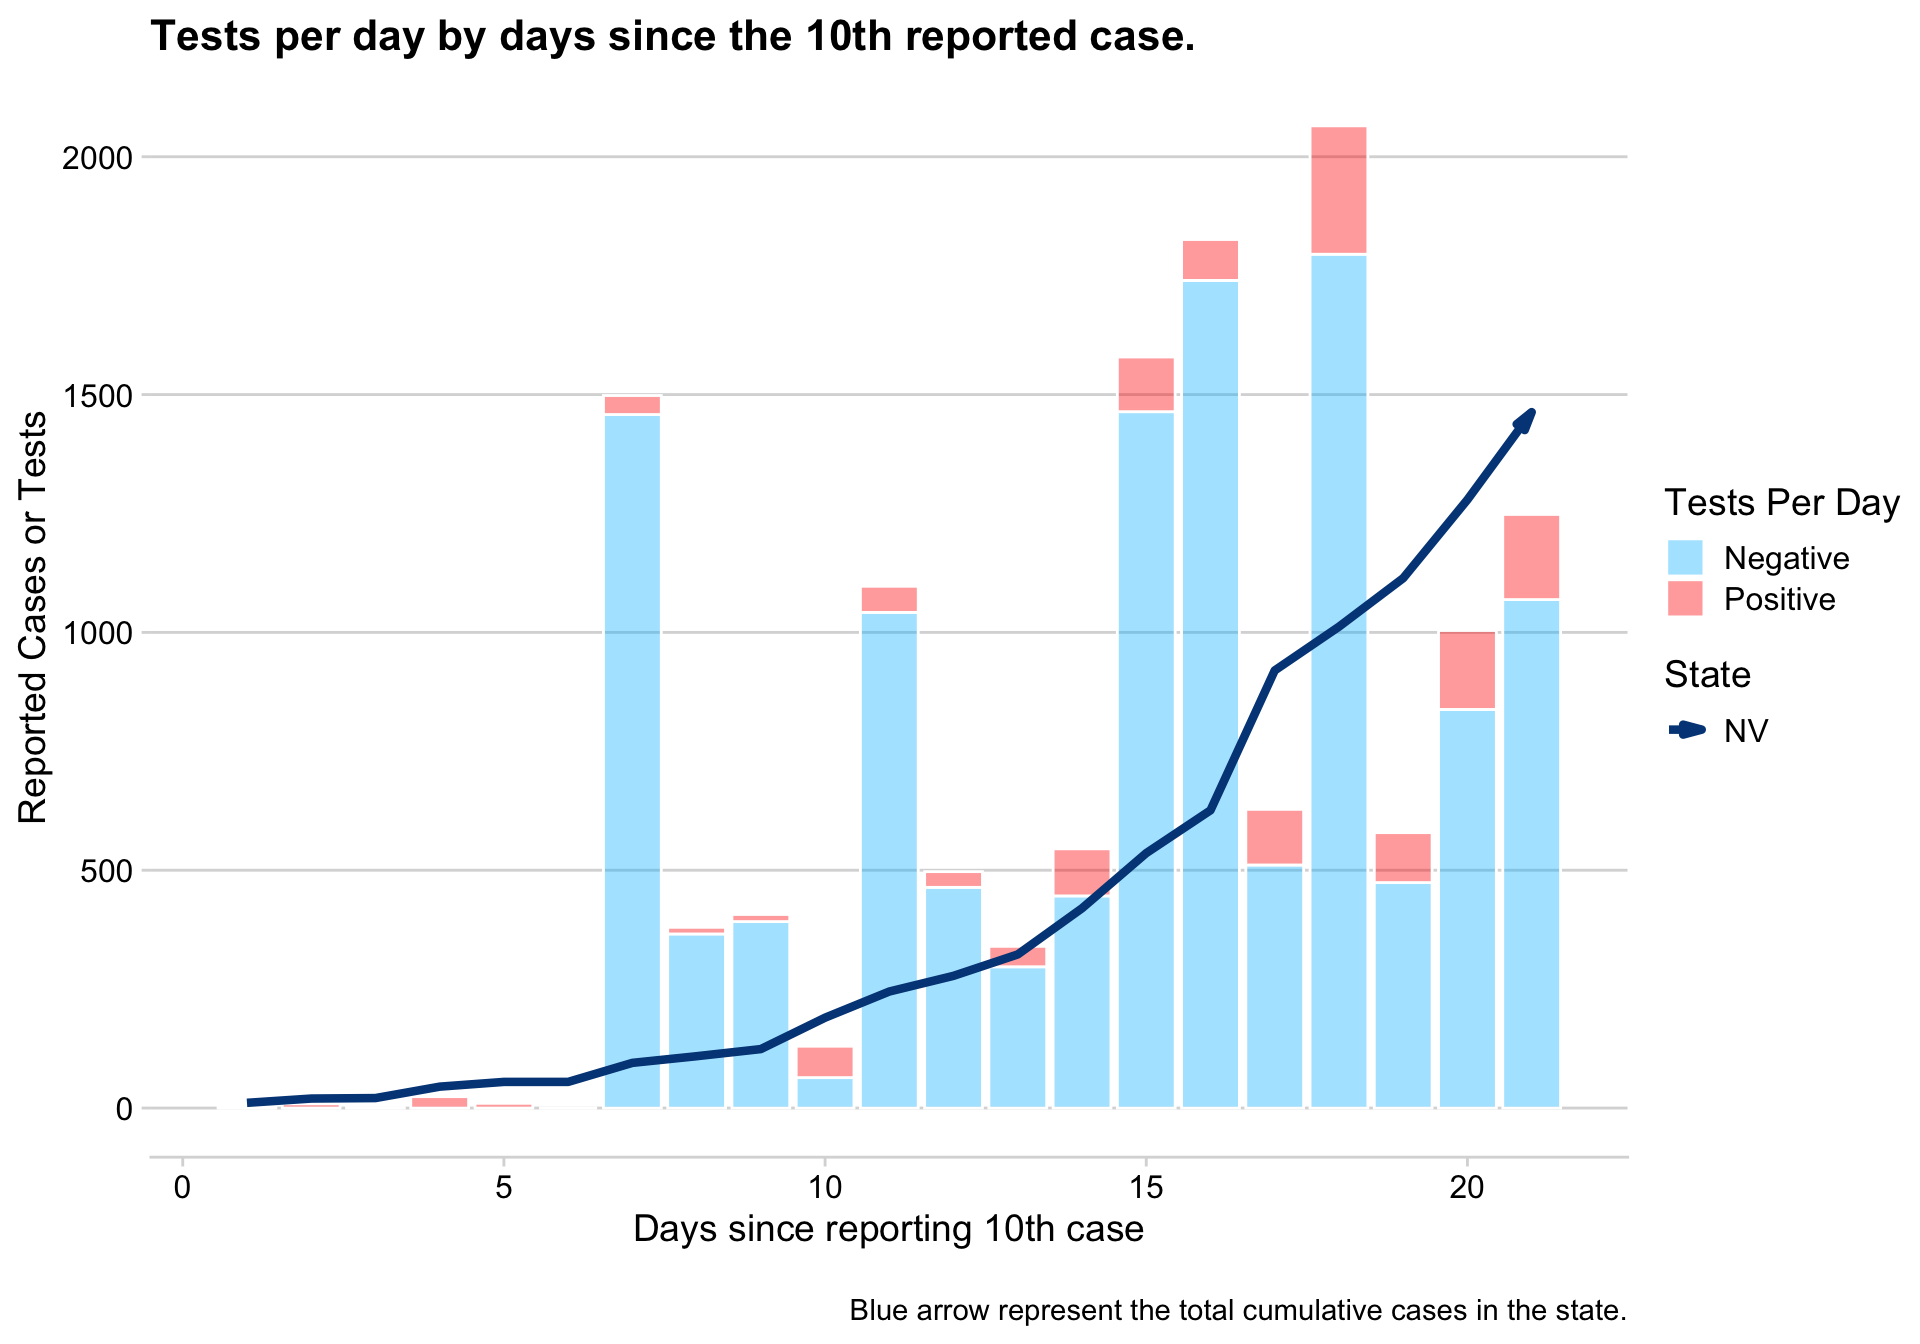 Tests per day by days since the 10th reported case.
Reported Cases or Tests
2000
1500
1000
500
0
0 5 10 15 20
Days since reporting 10th case
Tests Per Day
Negative
Positive
State
NV
Blue arrow represent the total cumulative cases in the state.